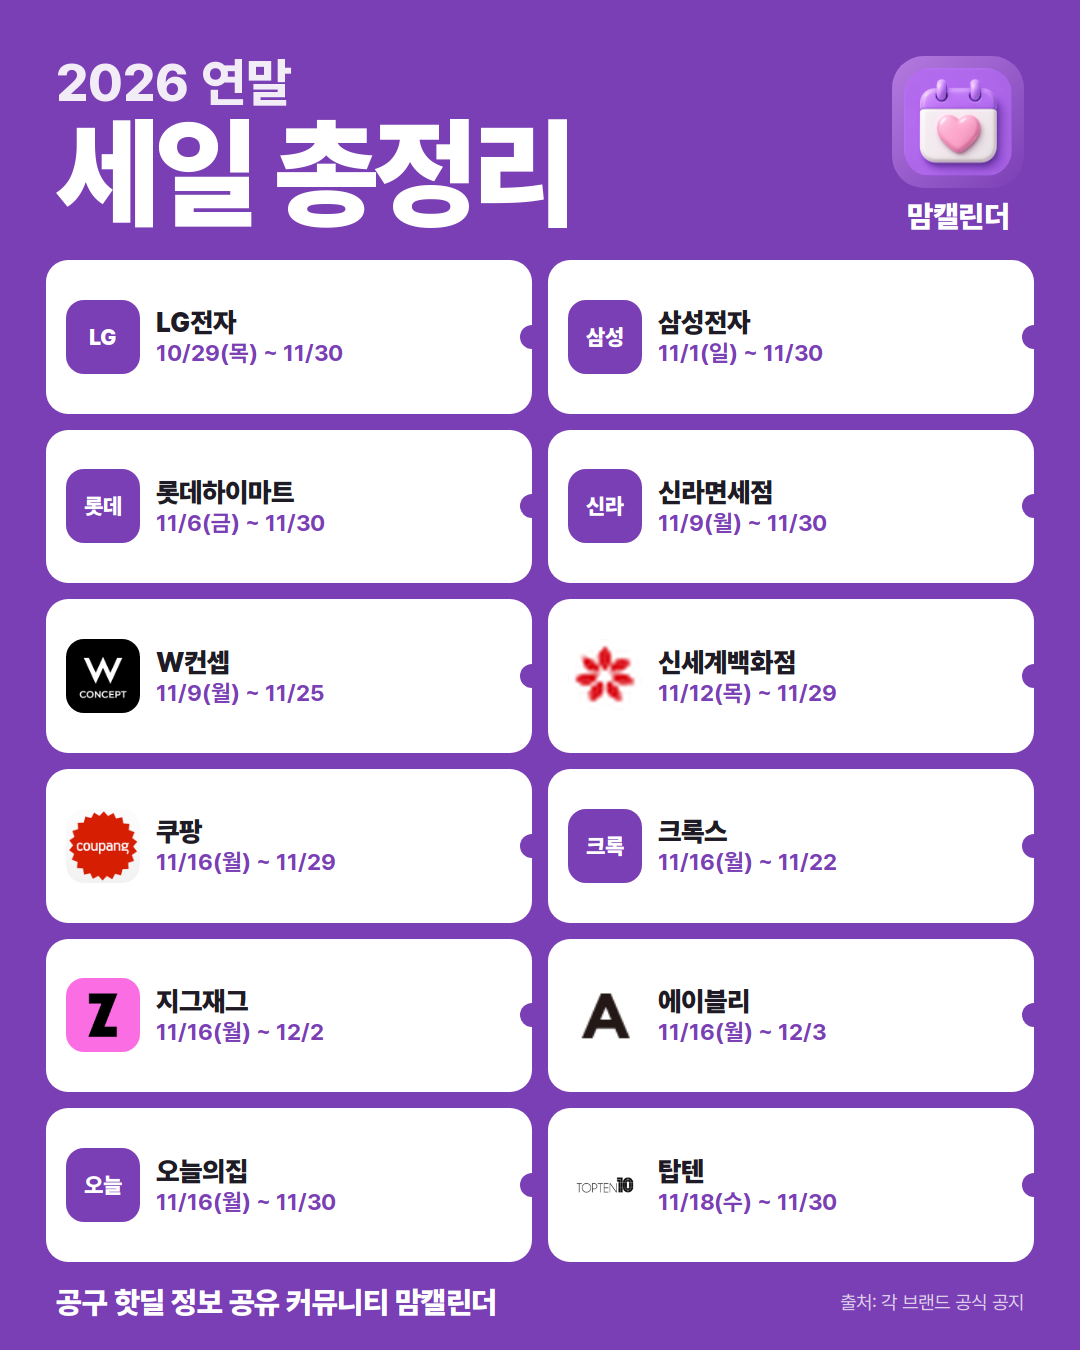 2026 연말
세일 총정리
맘캘린더
LG
LG전자
10/29(목) ~ 11/30
삼성
삼성전자
11/1(일) ~ 11/30
롯데
롯데하이마트
11/6(금) ~ 11/30
신라
신라면세점
11/9(월) ~ 11/30
W
CONCEPT
W컨셉
11/9(월) ~ 11/25
신세계백화점
11/12(목) ~ 11/29
coupang
쿠팡
11/16(월) ~ 11/29
크록
크록스
11/16(월) ~ 11/22
Z
지그재그
11/16(월) ~ 12/2
A
에이블리
11/16(월) ~ 12/3
오늘
오늘의집
11/16(월) ~ 11/30
TOPTEN10
탑텐
11/18(수) ~ 11/30
공구 핫딜 정보 공유 커뮤니티 맘캘린더
출처: 각 브랜드 공식 공지